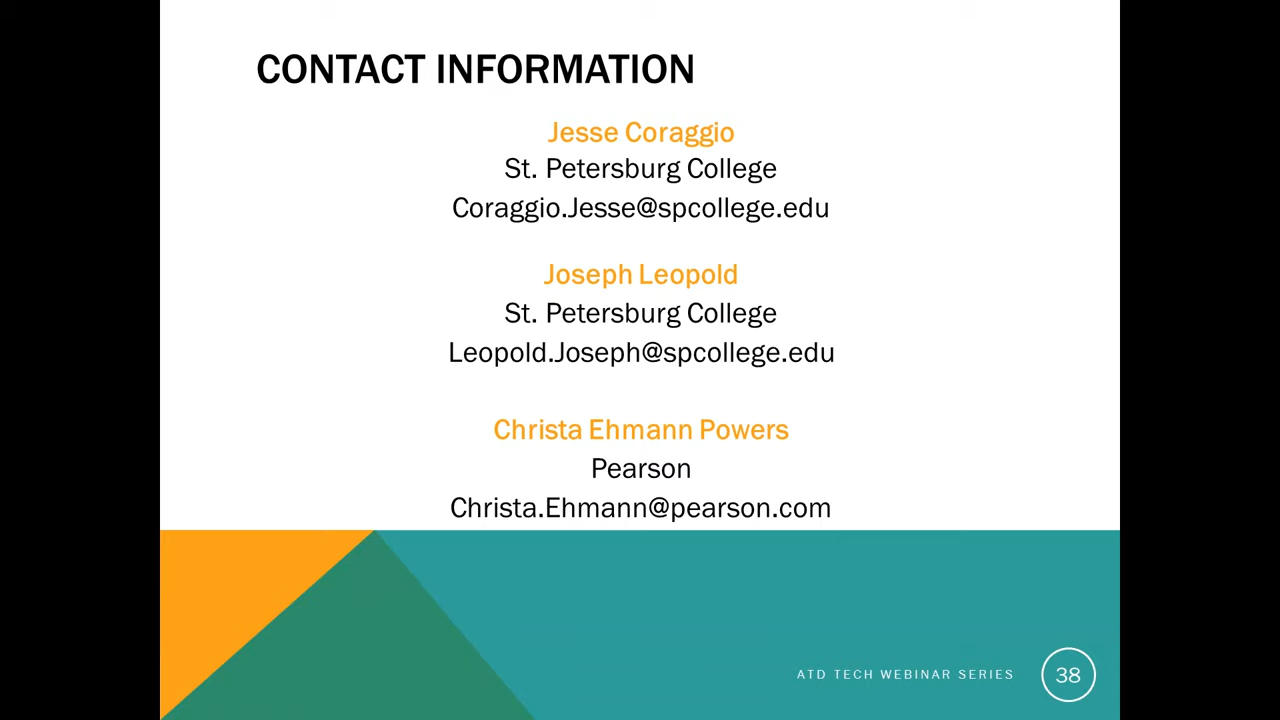 CONTACT INFORMATION
Jesse Coraggio
St. Petersburg College
Coraggio.Jesse@spcollege.edu
Joseph Leopold
St. Petersburg College
Leopold.Joseph@spcollege.edu
Christa Ehmann Powers
Pearson
Christa.Ehmann@pearson.com
ATD TECH WEBINAR SERIES
38